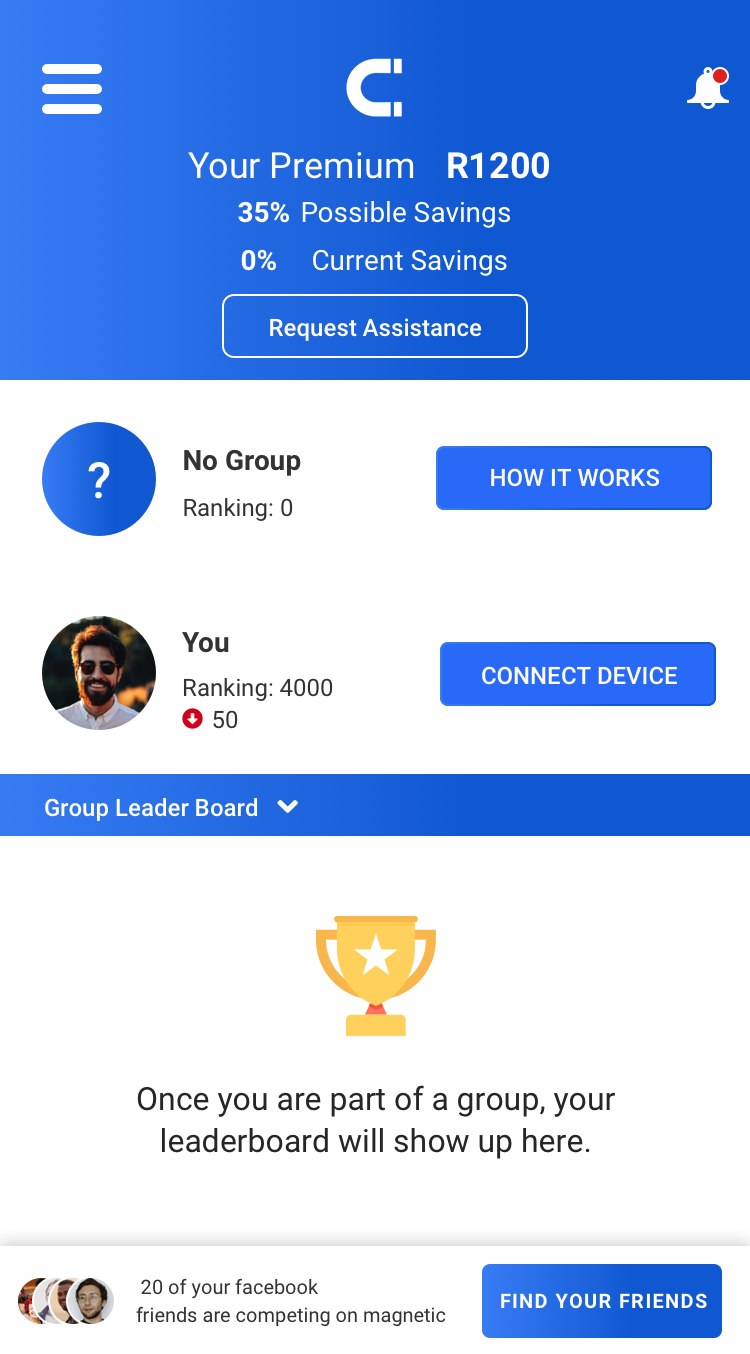 Your Premium R1200
35% Possible Savings
0% Current Savings
Request Assistance
?
No Group
Ranking: 0
HOW IT WORKS
You
Ranking: 4000
50
CONNECT DEVICE
Group Leader Board
Once you are part of a group, your
leaderboard will show up here.
20 of your facebook
friends are competing on magnetic
FIND YOUR FRIENDS